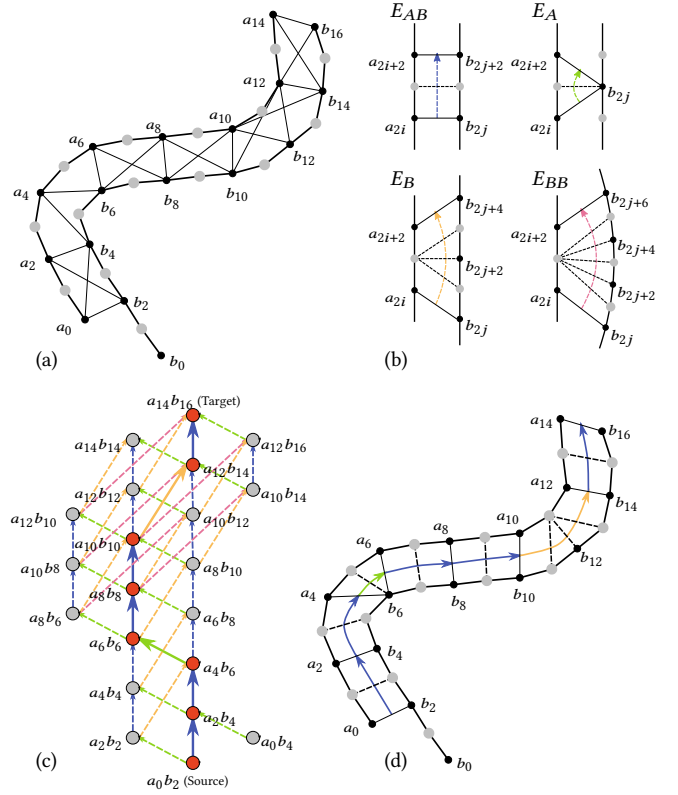 a₁₄
b₁₆
a₁₂
b₁₄
a₁₀
a₈
a₆
b₁₂
b₁₀
b₈
b₆
a₄
b₄
a₂
b₂
a₀
b₀
(a)
E_AB
a₂ᵢ₊₂ b₂ⱼ₊₂
a₂ᵢ b₂ⱼ
E_A
a₂ᵢ₊₂
b₂ⱼ
a₂ᵢ
E_B
b₂ⱼ₊₄
a₂ᵢ₊₂
b₂ⱼ₊₂
a₂ᵢ
b₂ⱼ
E_BB
b₂ⱼ₊₆
a₂ᵢ₊₂
b₂ⱼ₊₄
b₂ⱼ₊₂
a₂ᵢ
b₂ⱼ
(b)
a₁₄b₁₆ (Target)
a₁₄b₁₄ a₁₂b₁₆
a₁₂b₁₄
a₁₂b₁₂ a₁₀b₁₄
a₁₂b₁₀ a₁₀b₁₂
a₁₀b₁₀
a₁₀b₈ a₈b₁₀
a₈b₈
a₈b₆ a₆b₈
a₆b₆
a₄b₆
a₄b₄
a₂b₄
a₂b₂ a₀b₄
a₀b₂ (Source)
(c)
a₁₄
b₁₆
a₁₂
b₁₄
a₁₀
a₈
a₆
b₁₂
b₁₀
b₈
b₆
a₄
b₄
a₂
b₂
a₀
b₀
(d)